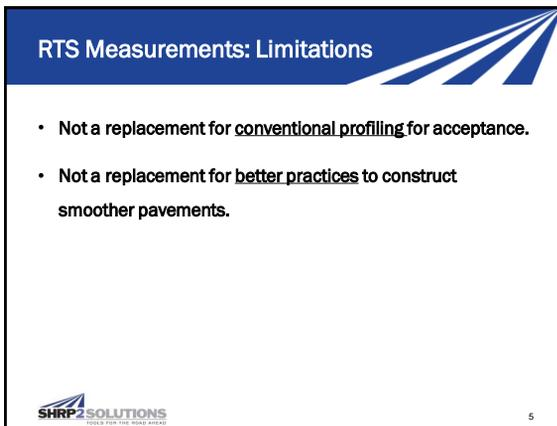 RTS Measurements: Limitations
• Not a replacement for conventional profiling for acceptance.
• Not a replacement for better practices to construct
smoother pavements.
SHRP2 SOLUTIONS
TOOLS FOR THE ROAD AHEAD
5